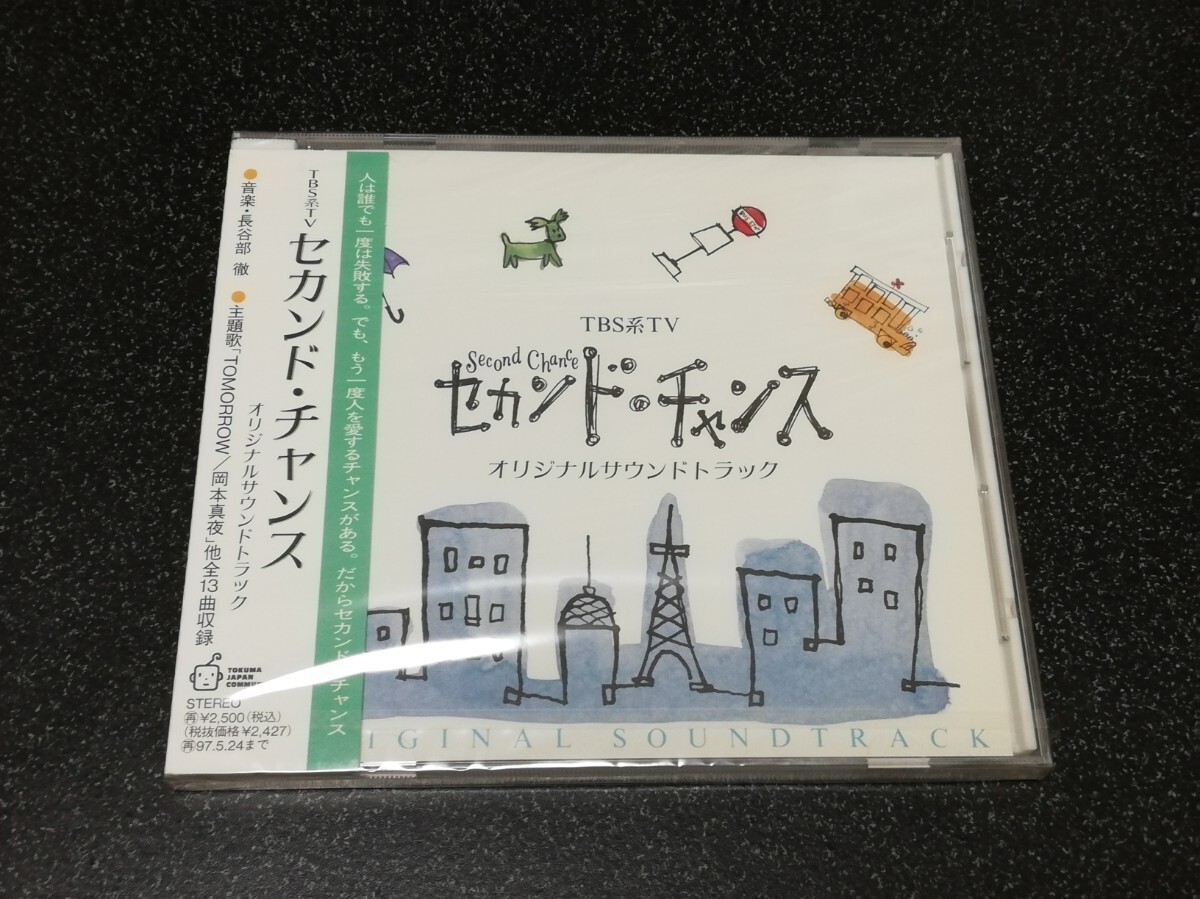 人は誰でも一度は失敗する。でも、もう一度人を愛するチャンスがある。だからセカンド・チャンス
TBS系TV セカンド・チャンス
オリジナルサウンドトラック
●音楽・長谷部 徹 ●主題歌「TOMORROW/岡本真夜」他全13曲収録
TOKUMA
JAPAN
COMMU
STEREO
再¥2,500(税込)
(税抜価格¥2,427)
再97.5.24まで
TBS系TV
Second Chance
セカンド・チャンス
オリジナルサウンドトラック
IGINAL SOUNDTRACK